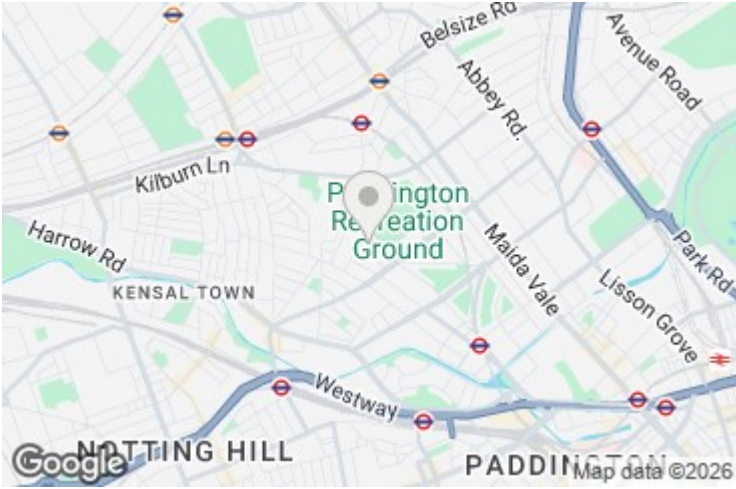 Belsize Rd
Avenue Road
Abbey Rd.
Kilburn Ln
Paddington
Recreation
Ground
Harrow Rd
Maida Vale
Park Rd
KENSAL TOWN
Lisson Grove
Westway
NOTTING HILL
PADDINGTON
Google
Map data ©2026